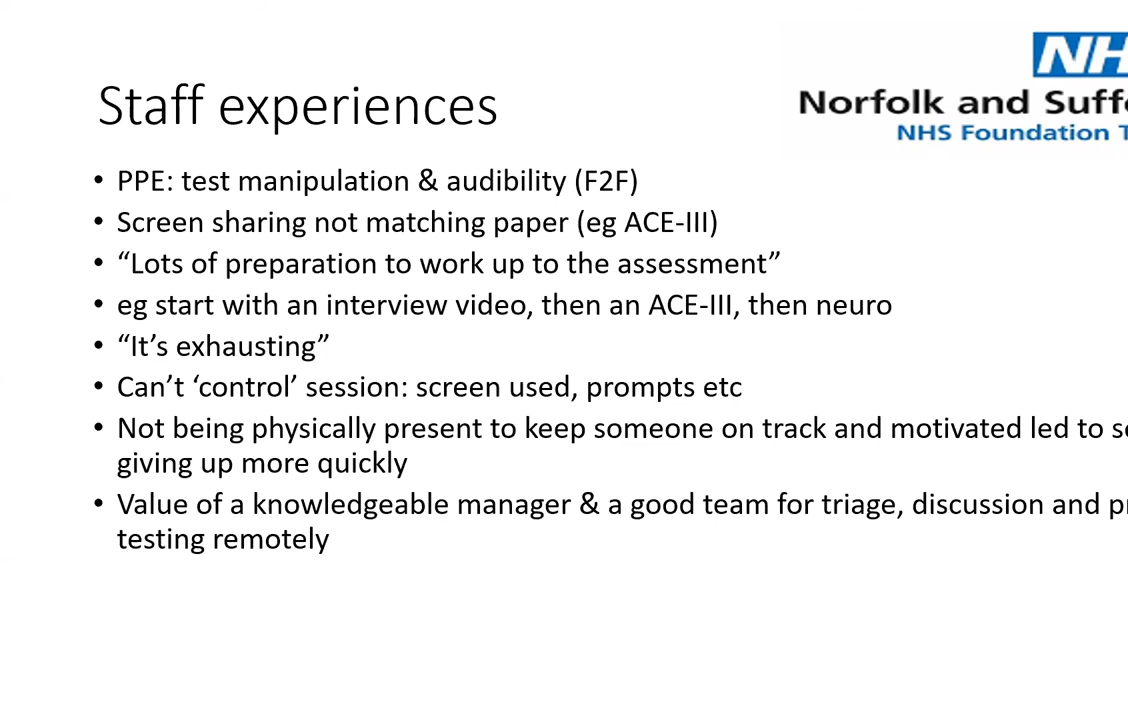 NH
Norfolk and Suff
NHS Foundation
Staff experiences
• PPE: test manipulation & audibility (F2F)
• Screen sharing not matching paper (eg ACE-III)
• “Lots of preparation to work up to the assessment”
• eg start with an interview video, then an ACE-III, then neuro
• “It’s exhausting”
• Can’t ‘control’ session: screen used, prompts etc
• Not being physically present to keep someone on track and motivated led to
giving up more quickly
• Value of a knowledgeable manager & a good team for triage, discussion and
testing remotely